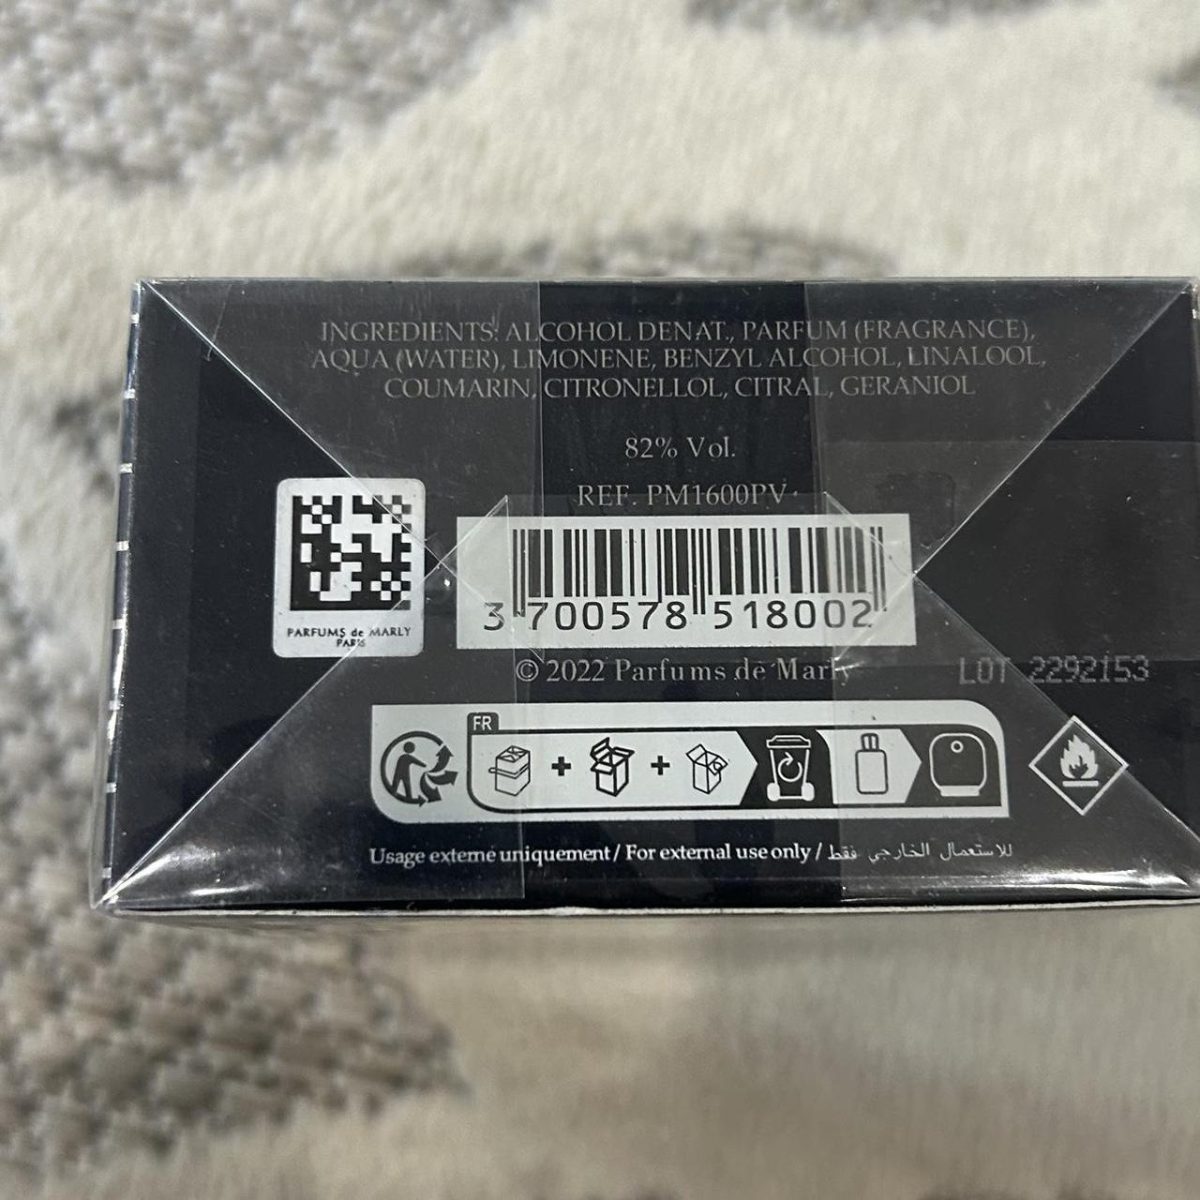 INGREDIENTS: ALCOHOL DENAT., PARFUM (FRAGRANCE),
AQUA (WATER), LIMONENE, BENZYL ALCOHOL, LINALOOL,
COUMARIN, CITRONELLOL, CITRAL, GERANIOL
82% Vol.
REF. PM1600PV
PARFUMS de MARLY
PARIS
3 700578 518002
© 2022 Parfums de Marly
LOT 2292153
FR
Usage externe uniquement / For external use only / للاستعمال الخارجي فقط